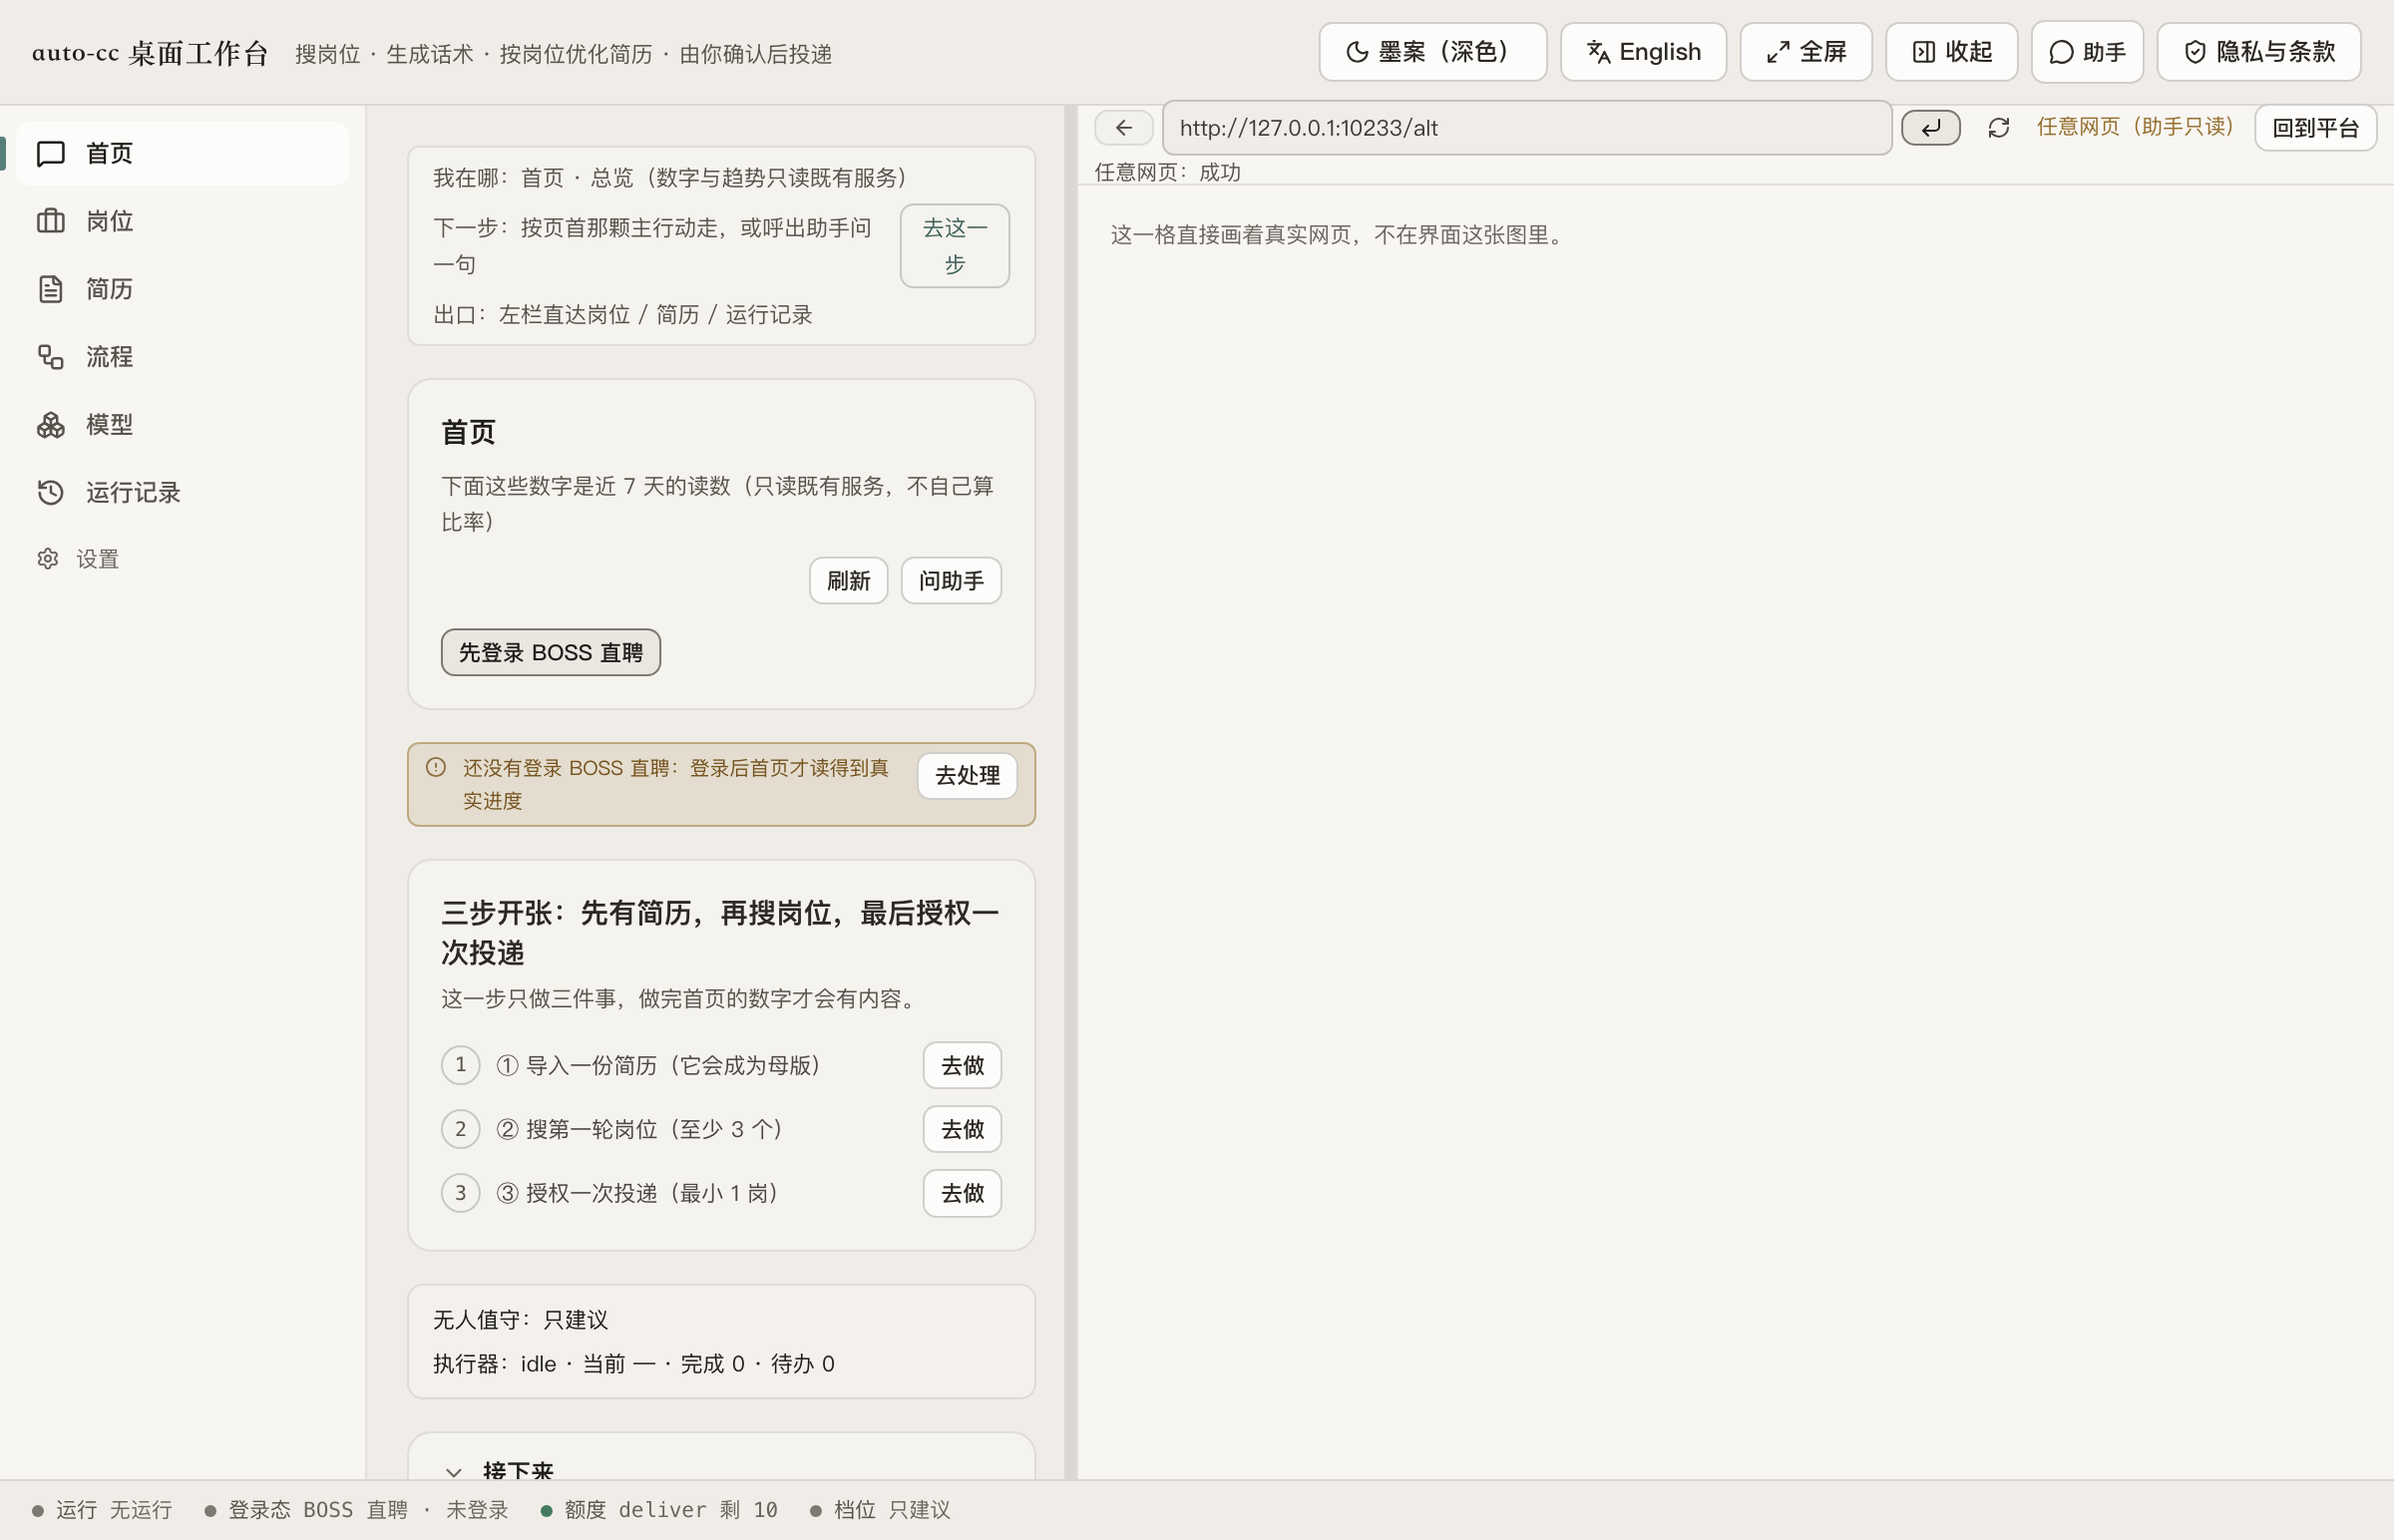 auto-cc 桌面工作台
搜岗位 · 生成话术 · 按岗位优化简历 · 由你确认后投递
墨案（深色）
English
全屏
收起
助手
隐私与条款
首页
岗位
简历
流程
模型
运行记录
设置
我在哪：首页 · 总览（数字与趋势只读既有服务）
下一步：按页首那颗主行动走，或呼出助手问
一句
去这一
步
出口：左栏直达岗位 / 简历 / 运行记录
首页
下面这些数字是近 7 天的读数（只读既有服务，不自己算
比率）
刷新
问助手
先登录 BOSS 直聘
还没有登录 BOSS 直聘：登录后首页才读得到真
实进度
去处理
三步开张：先有简历，再搜岗位，最后授权一
次投递
这一步只做三件事，做完首页的数字才会有内容。
1 ① 导入一份简历（它会成为母版）
去做
2 ② 搜第一轮岗位（至少 3 个）
去做
3 ③ 授权一次投递（最小 1 岗）
去做
无人值守：只建议
执行器：idle · 当前 — · 完成 0 · 待办 0
接下来
http://127.0.0.1:10233/alt
任意网页（助手只读）
回到平台
任意网页：成功
这一格直接画着真实网页，不在界面这张图里。
运行 无运行
登录态 BOSS 直聘 · 未登录
额度 deliver 剩 10
档位 只建议